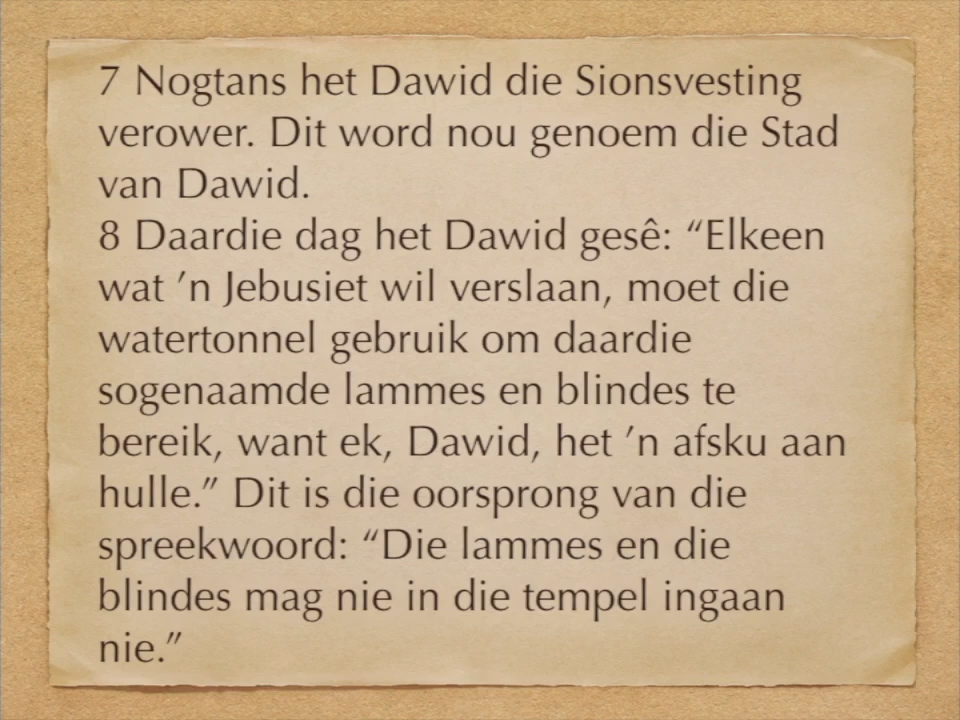 7 Nogtans het Dawid die Sionsvesting
verower. Dit word nou genoem die Stad
van Dawid.
8 Daardie dag het Dawid gesê: “Elkeen
wat ’n Jebusiet wil verslaan, moet die
watertonnel gebruik om daardie
sogenaamde lammes en blindes te
bereik, want ek, Dawid, het ’n afsku aan
hulle.” Dit is die oorsprong van die
spreekwoord: “Die lammes en die
blindes mag nie in die tempel ingaan
nie.”